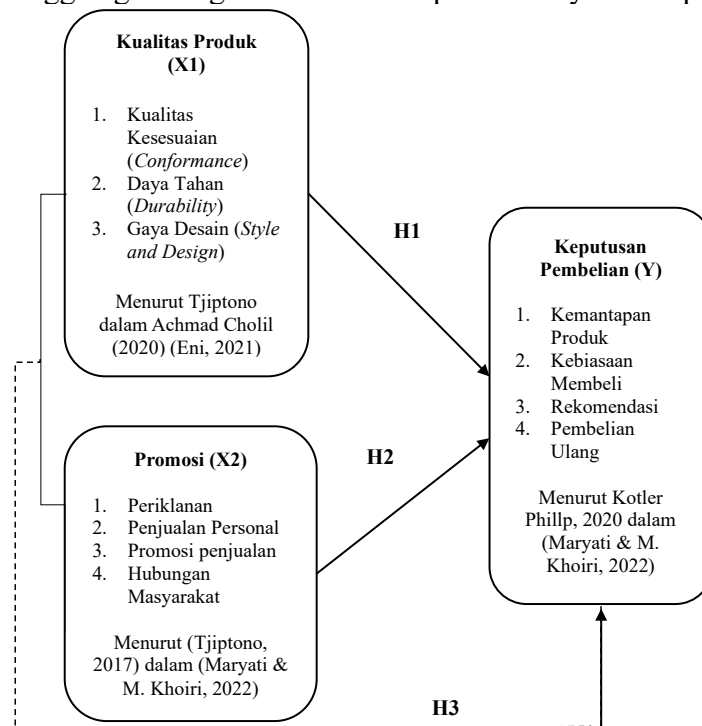 Kualitas Produk
(X1)
1. Kualitas
Kesesuaian
(Conformance)
2. Daya Tahan
(Durability)
3. Gaya Desain (Style
and Design)
Menurut Tjiptono
dalam Achmad Cholil
(2020) (Eni, 2021)
H1
Keputusan
Pembelian (Y)
1. Kemantapan
Produk
2. Kebiasaan
Membeli
3. Rekomendasi
4. Pembelian
Ulang
Menurut Kotler
Phillp, 2020 dalam
(Maryati & M.
Khoiri, 2022)
H2
Promosi (X2)
1. Periklanan
2. Penjualan Personal
3. Promosi penjualan
4. Hubungan
Masyarakat
Menurut (Tjiptono,
2017) dalam (Maryati &
M. Khoiri, 2022)
H3